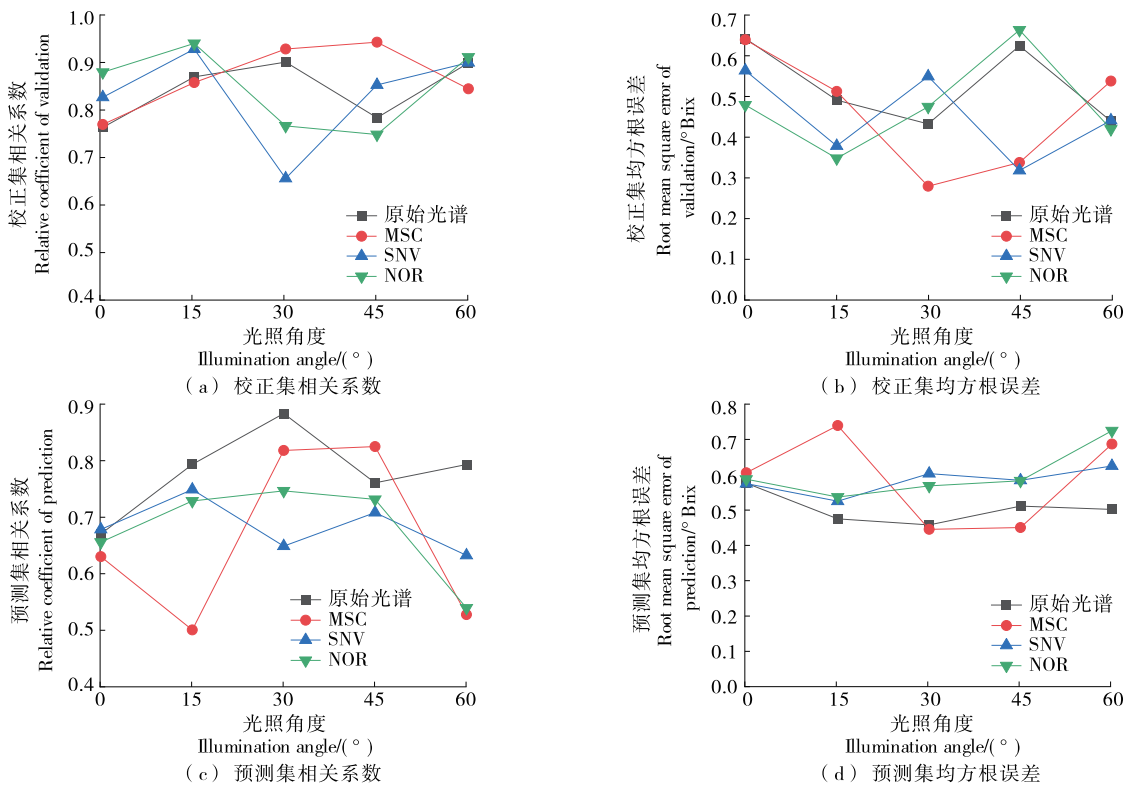 1.0
0.9
0.8
0.7
0.6
0.5
0.4
校正集相关系数
Relative coefficient of validation
原始光谱
MSC
SNV
NOR
0 15 30 45 60
光照角度
Illumination angle/(°)
(a) 校正集相关系数
0.7
0.6
0.5
0.4
0.3
0.2
0.1
0.0
校正集均方根误差
Root mean square error of
validation/° Brix
原始光谱
MSC
SNV
NOR
0 15 30 45 60
光照角度
Illumination angle/(°)
(b) 校正集均方根误差
0.9
0.8
0.7
0.6
0.5
0.4
预测集相关系数
Relative coefficient of prediction
原始光谱
MSC
SNV
NOR
0 15 30 45 60
光照角度
Illumination angle/(°)
(c) 预测集相关系数
0.8
0.7
0.6
0.5
0.4
0.3
0.2
0.1
0.0
预测集均方根误差
Root mean square error of
prediction/° Brix
原始光谱
MSC
SNV
NOR
0 15 30 45 60
光照角度
Illumination angle/(°)
(d) 预测集均方根误差